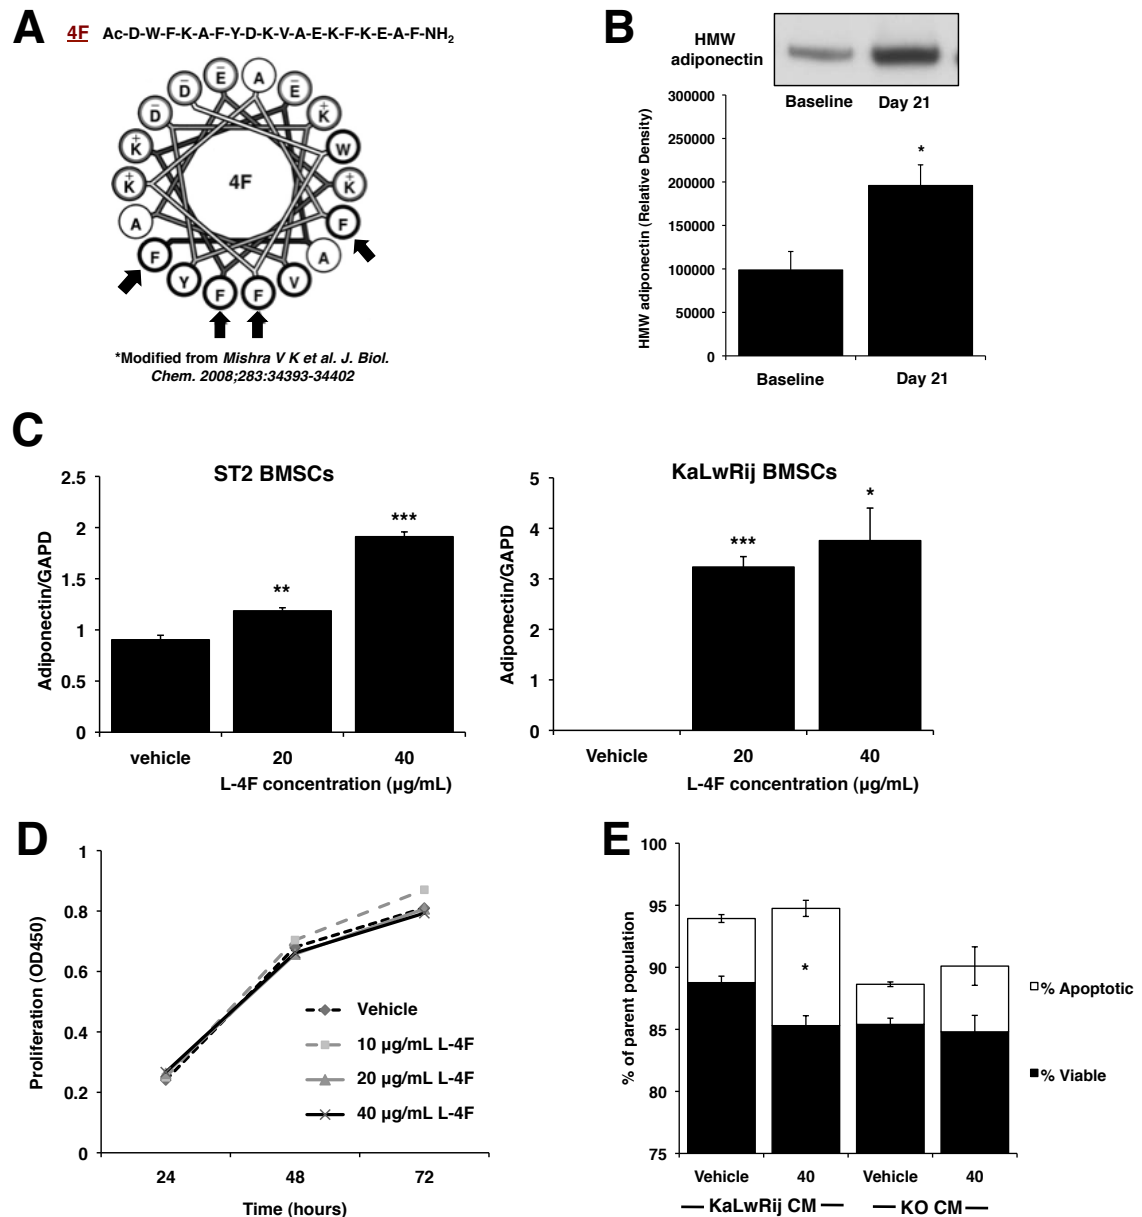 A
4F Ac-D-W-F-K-A-F-Y-D-K-V-A-E-K-F-K-E-A-F-NH2
A
E
K
+
W
K
+
F
A
V
F
F
Y
F
A
K
+
K
+
D
–
D
–
E
–
4F
*Modified from Mishra V K et al. J. Biol.
Chem. 2008;283:34393-34402
B
HMW
adiponectin
Baseline Day 21
HMW adiponectin (Relative Density)
300000
250000
200000
150000
100000
50000
0
*
Baseline Day 21
C
ST2 BMSCs
Adiponectin/GAPD
2.5
2
1.5
1
0.5
0
**
***
vehicle 20 40
L-4F concentration (µg/mL)
KaLwRij BMSCs
Adiponectin/GAPD
5
4
3
2
1
0
***
*
Vehicle 20 40
L-4F concentration (µg/mL)
D
Proliferation (OD450)
1
0.8
0.6
0.4
0.2
0
Vehicle
10 µg/mL L-4F
20 µg/mL L-4F
40 µg/mL L-4F
24 48 72
Time (hours)
E
% of parent population
100
95
90
85
80
75
*
% Apoptotic
% Viable
Vehicle 40 Vehicle 40
KaLwRij CM KO CM